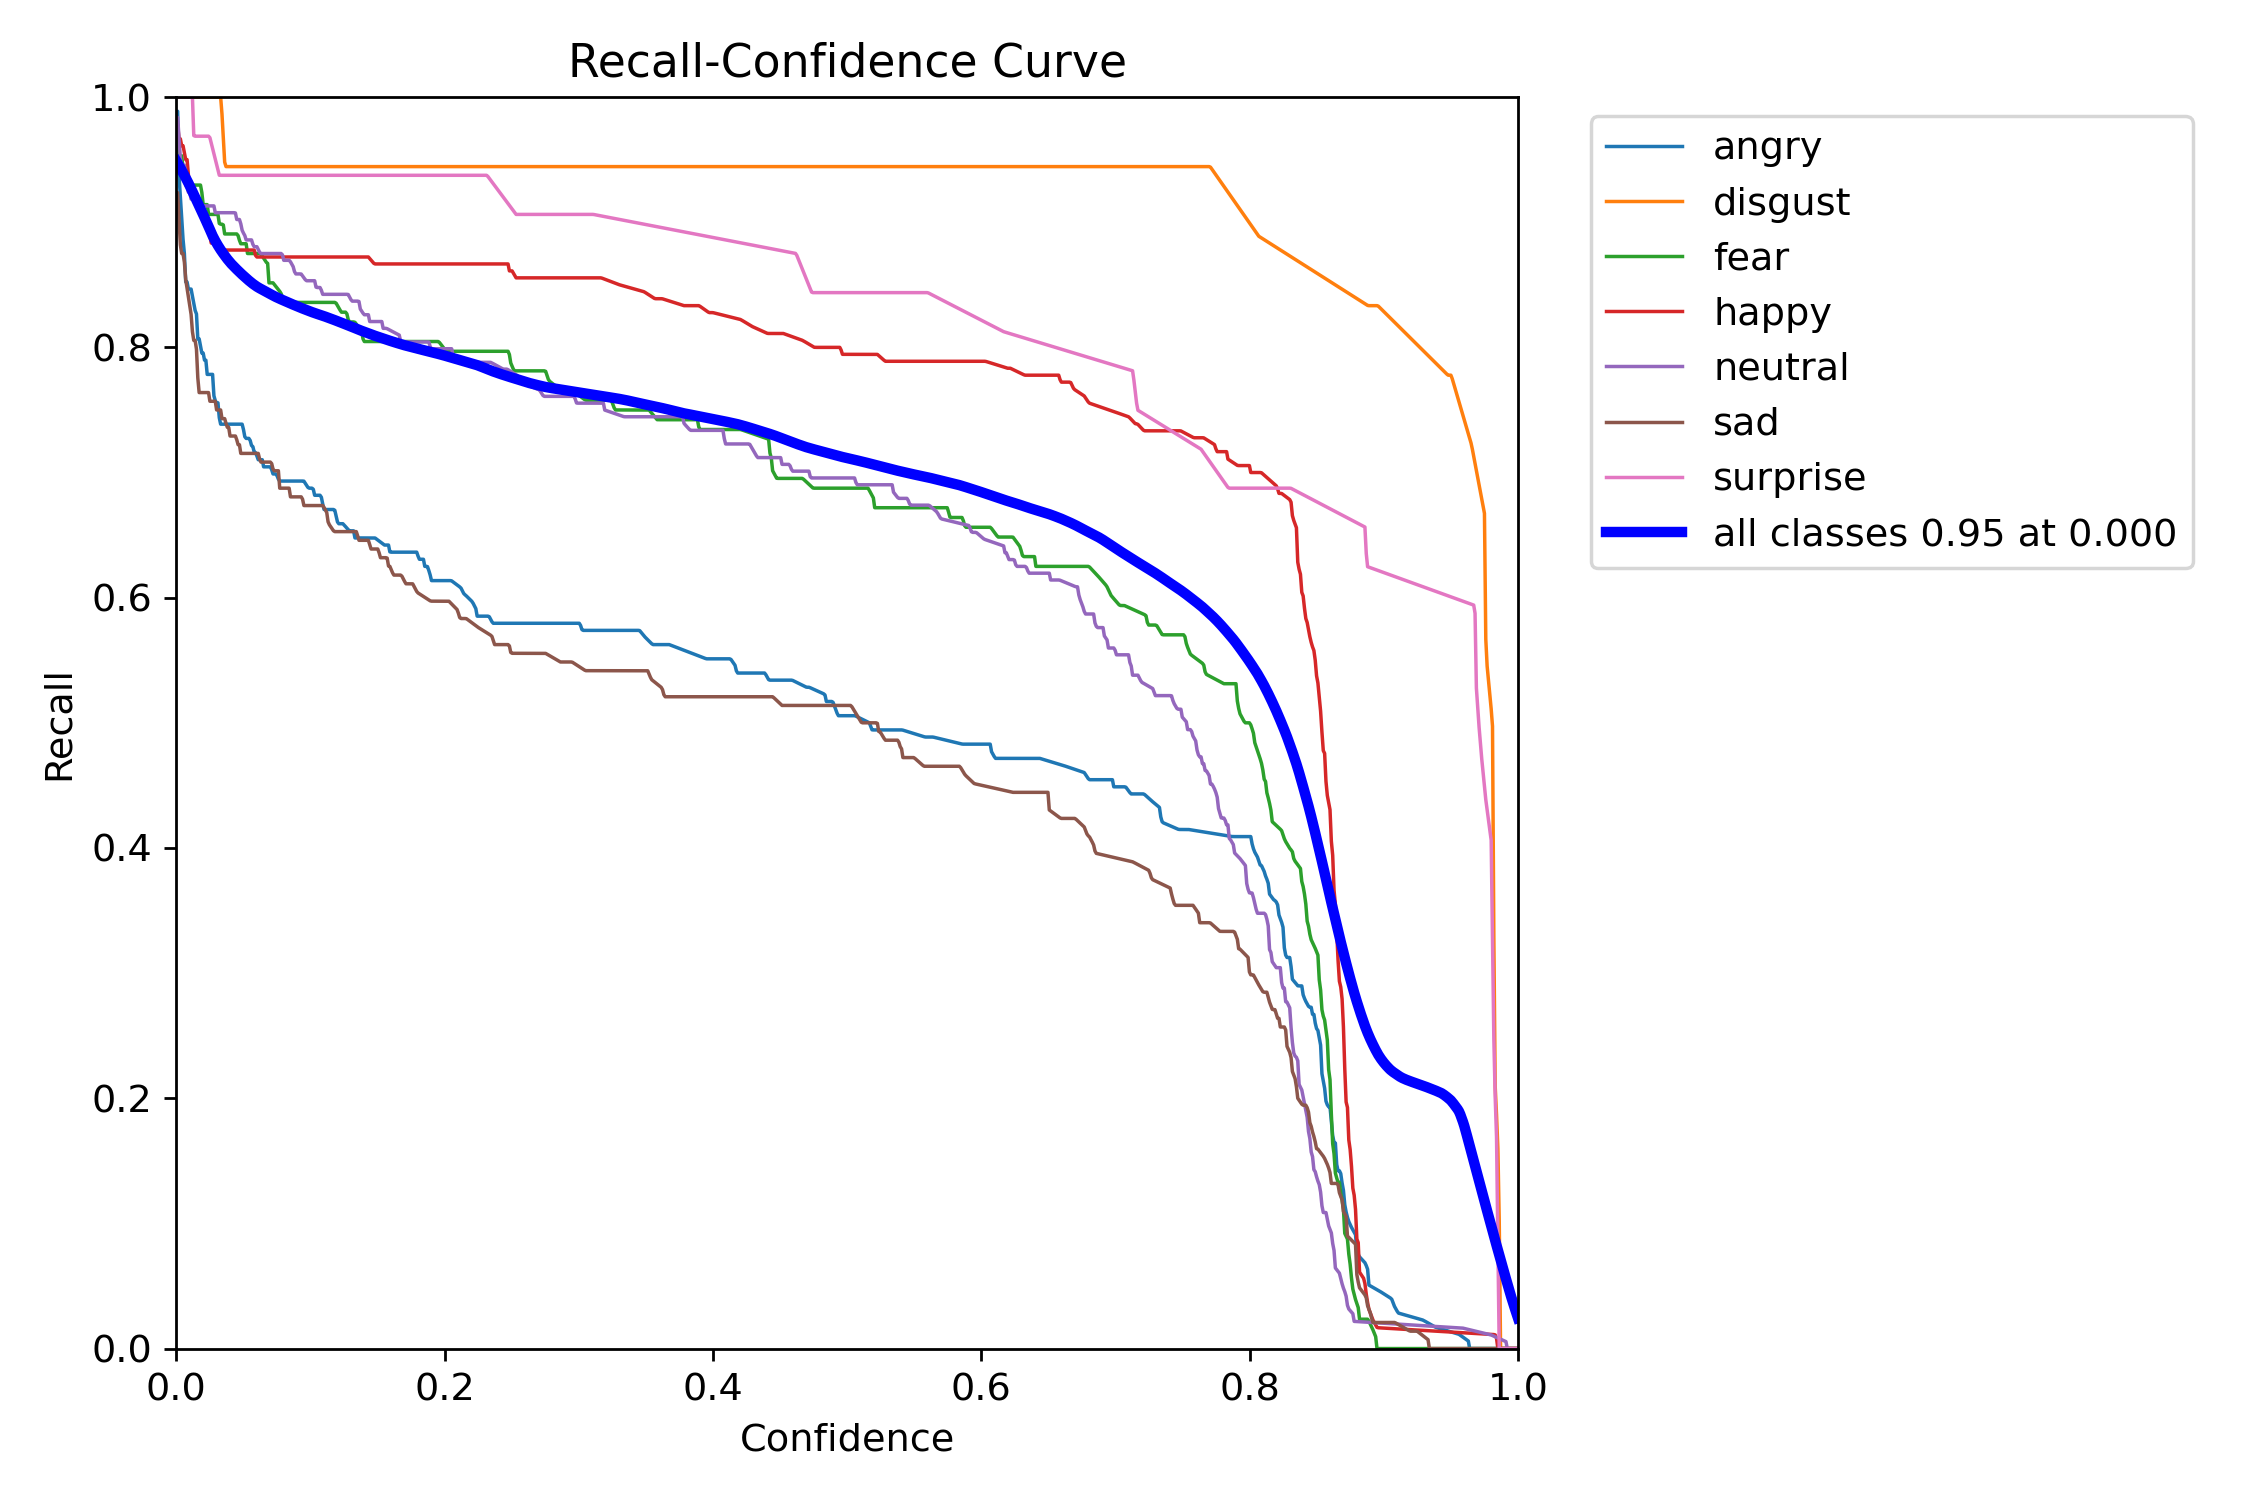 Recall-Confidence Curve
1.0
0.8
0.6
0.4
0.2
0.0
Recall
0.0 0.2 0.4 0.6 0.8 1.0
Confidence
angry
disgust
fear
happy
neutral
sad
surprise
all classes 0.95 at 0.000